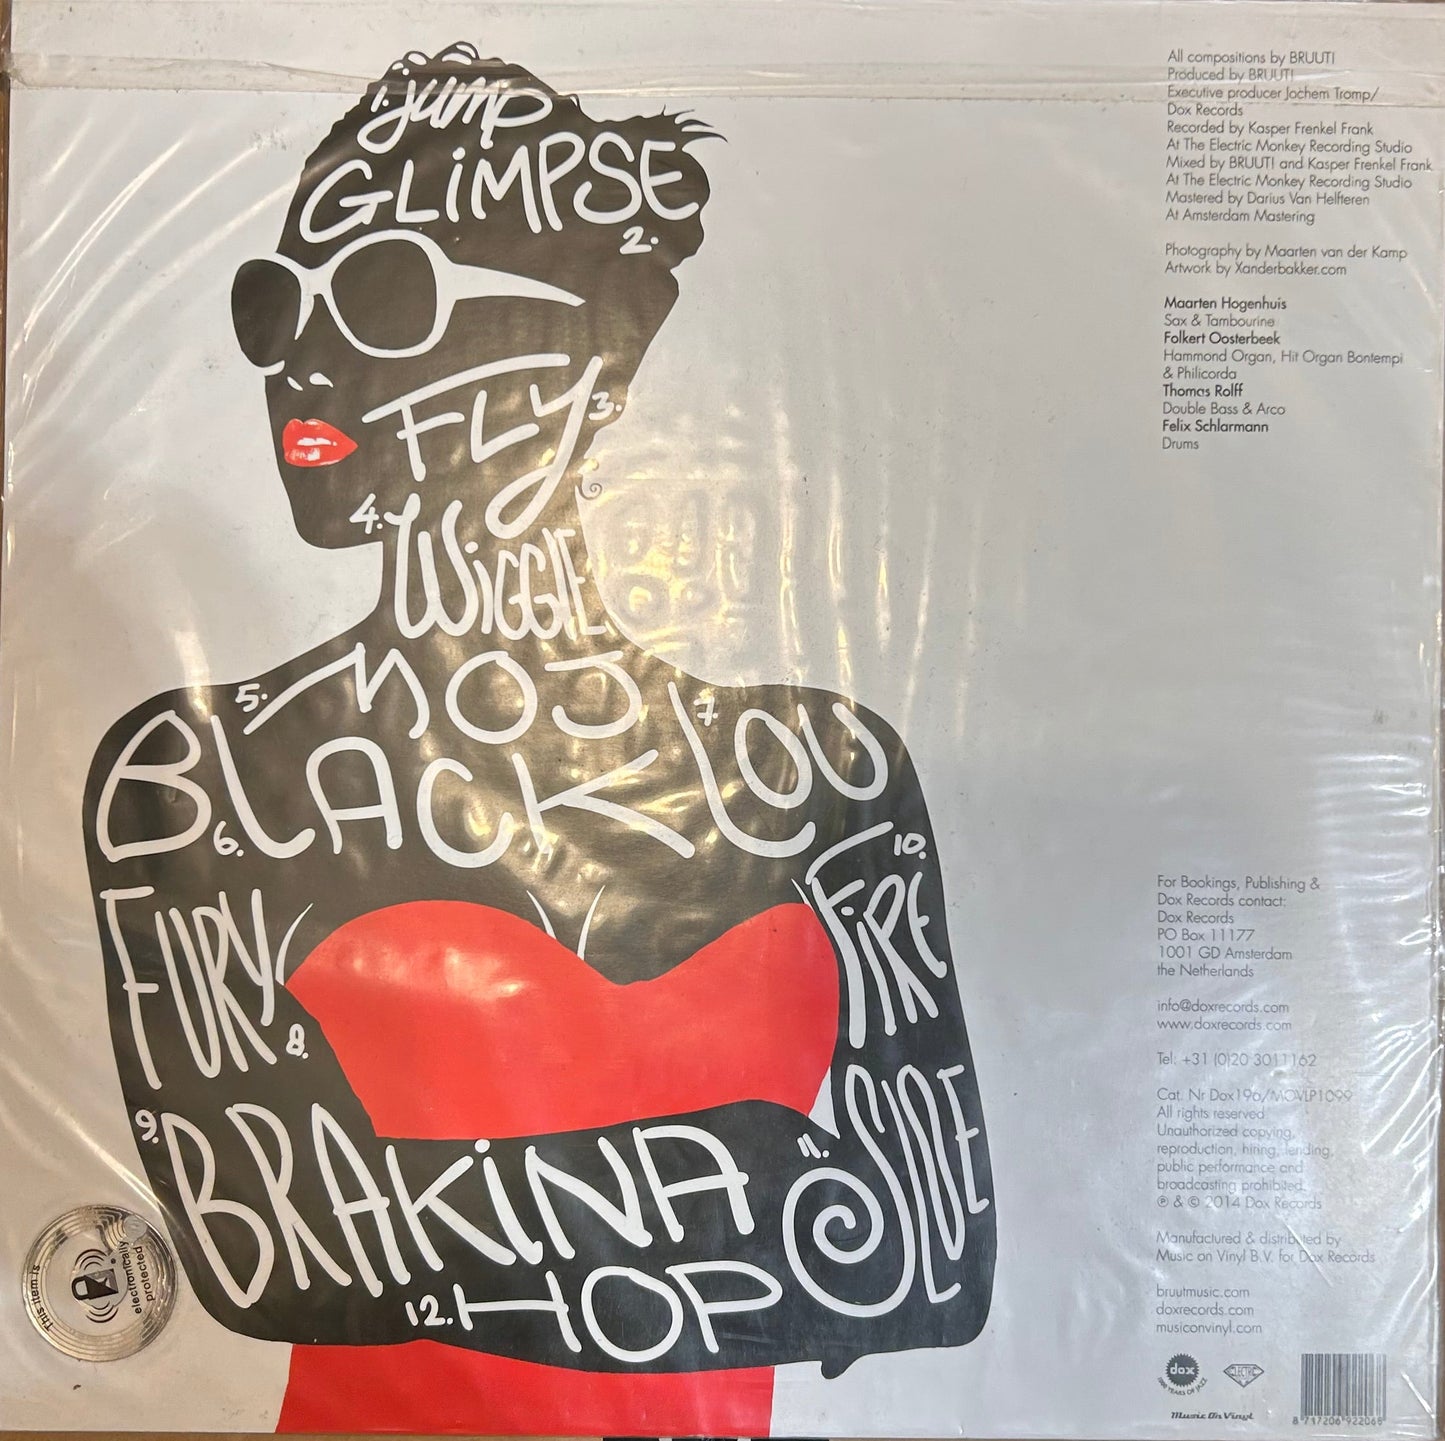 1. Jump
GLiMPSE
2.
FLY 3.
4. WiGGLE
5. MOJ
BLACK 7. LOU
6.
10.
FURY FiRE
8.
9. BRAKiNA
11. SLIDE
12. HOP
All compositions by BRUUT!
Produced by BRUUT!
Executive producer Jochem Tromp/
Dox Records
Recorded by Kasper Frenkel Frank
At The Electric Monkey Recording Studio
Mixed by BRUUT! and Kasper Frenkel Frank
At The Electric Monkey Recording Studio
Mastered by Darius Van Helfteren
At Amsterdam Mastering
Photography by Maarten van der Kamp
Artwork by Xanderbakker.com
Maarten Hogenhuis
Sax & Tambourine
Folkert Oosterbeek
Hammond Organ, Hit Organ Bontempi
& Philicorda
Thomas Rolff
Double Bass & Arco
Felix Schlarmann
Drums
For Bookings, Publishing &
Dox Records contact:
Dox Records
PO Box 11177
1001 GD Amsterdam
the Netherlands
info@doxrecords.com
www.doxrecords.com
Tel: +31 (0)20 3011162
Cat. Nr Dox196/MOVLP1099
All rights reserved.
Unauthorized copying,
reproduction, hiring, lending,
public performance and
broadcasting prohibited.
℗ & © 2014 Dox Records
Manufactured & distributed by
Music on Vinyl B.V. for Dox Records
bruutmusic.com
doxrecords.com
musiconvinyl.com
dox
1000 YEARS OF JAZZ
Music On Vinyl
8 717206 922068
This item is
electronically
protected